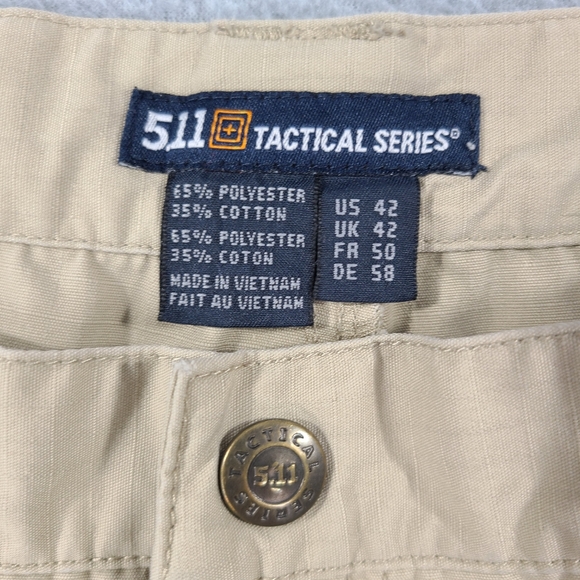 5.11 TACTICAL SERIES®
65% POLYESTER
35% COTTON
65% POLYESTER
35% COTON
MADE IN VIETNAM
FAIT AU VIETNAM
US 42
UK 42
FR 50
DE 58
TACTICAL
5.11
SERIES